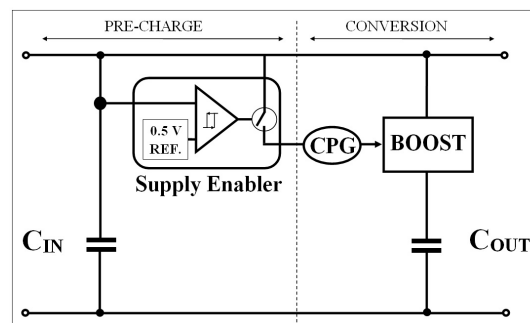 PRE-CHARGE
CONVERSION
0.5 V
REF.
CPG
BOOST
Supply Enabler
CIN
COUT